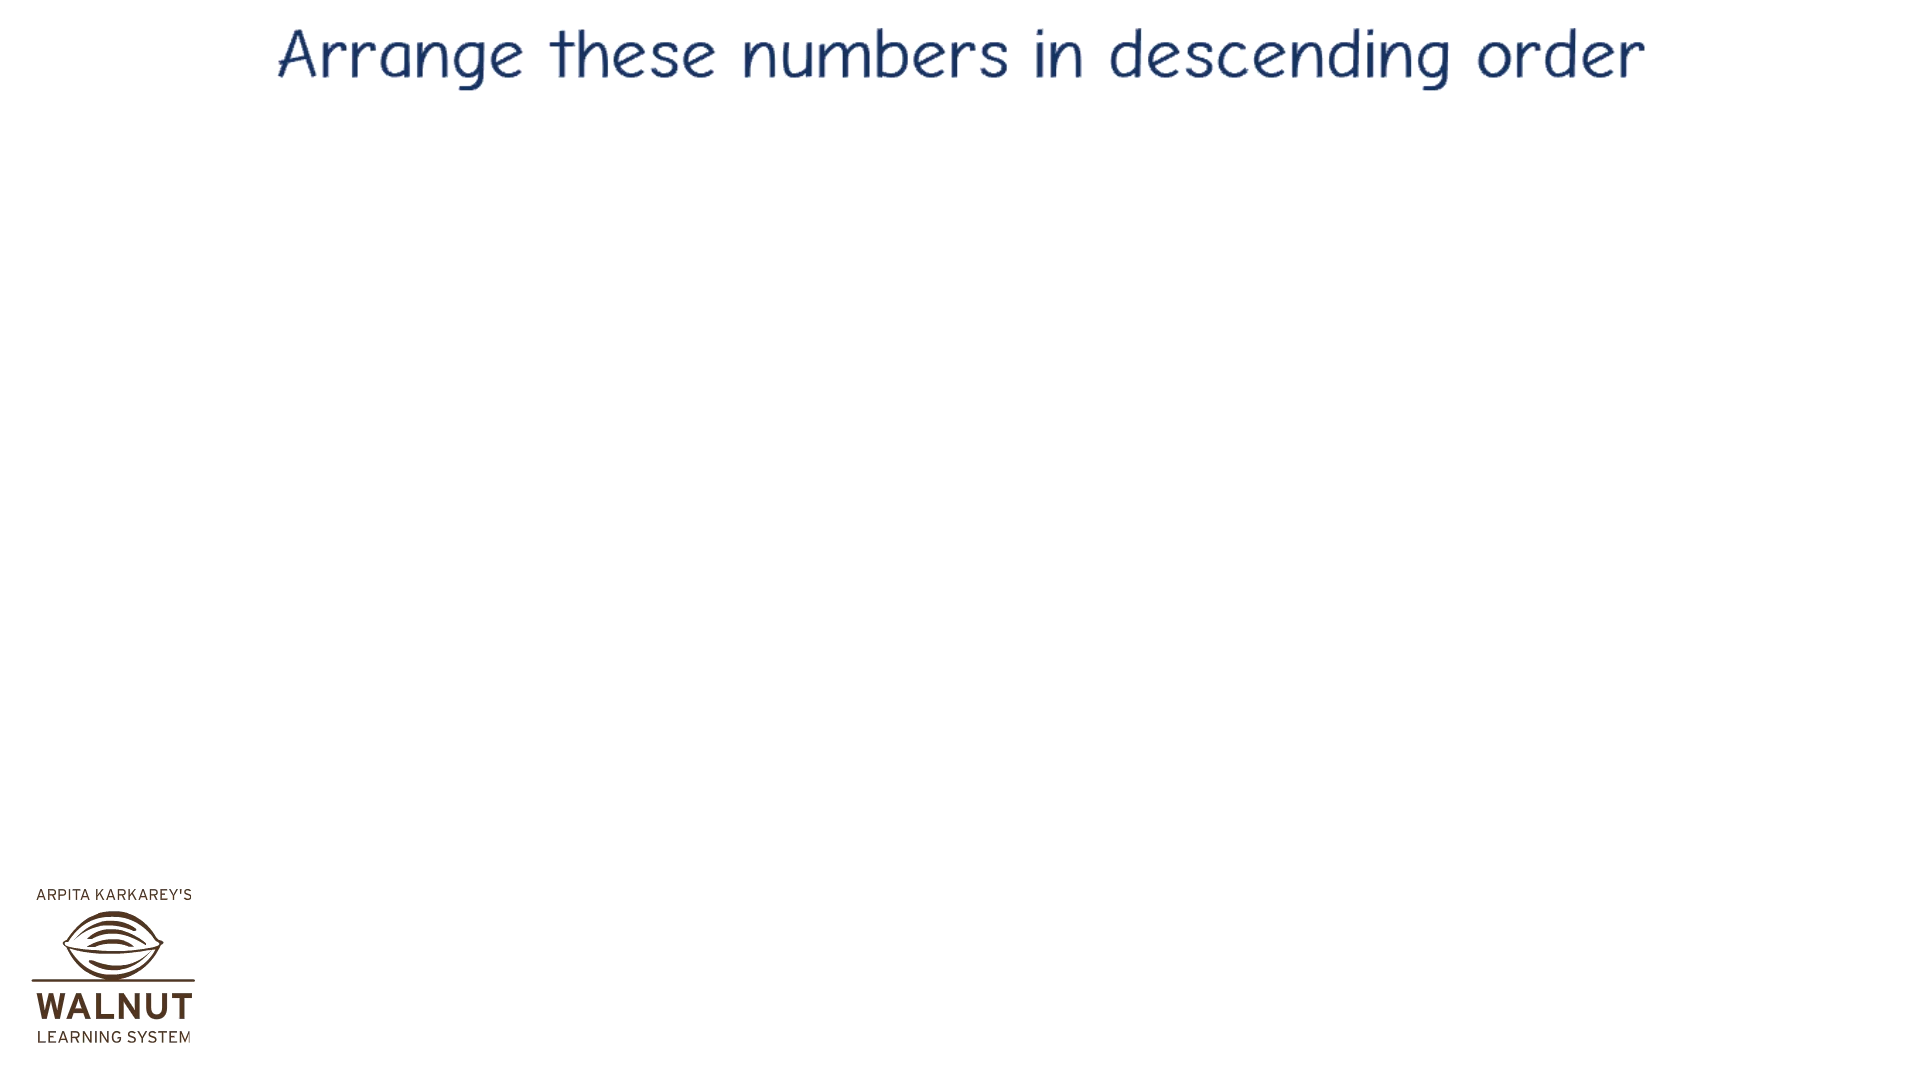 Arrange these numbers in descending order
ARPITA KARKAREY'S
WALNUT
LEARNING SYSTEM